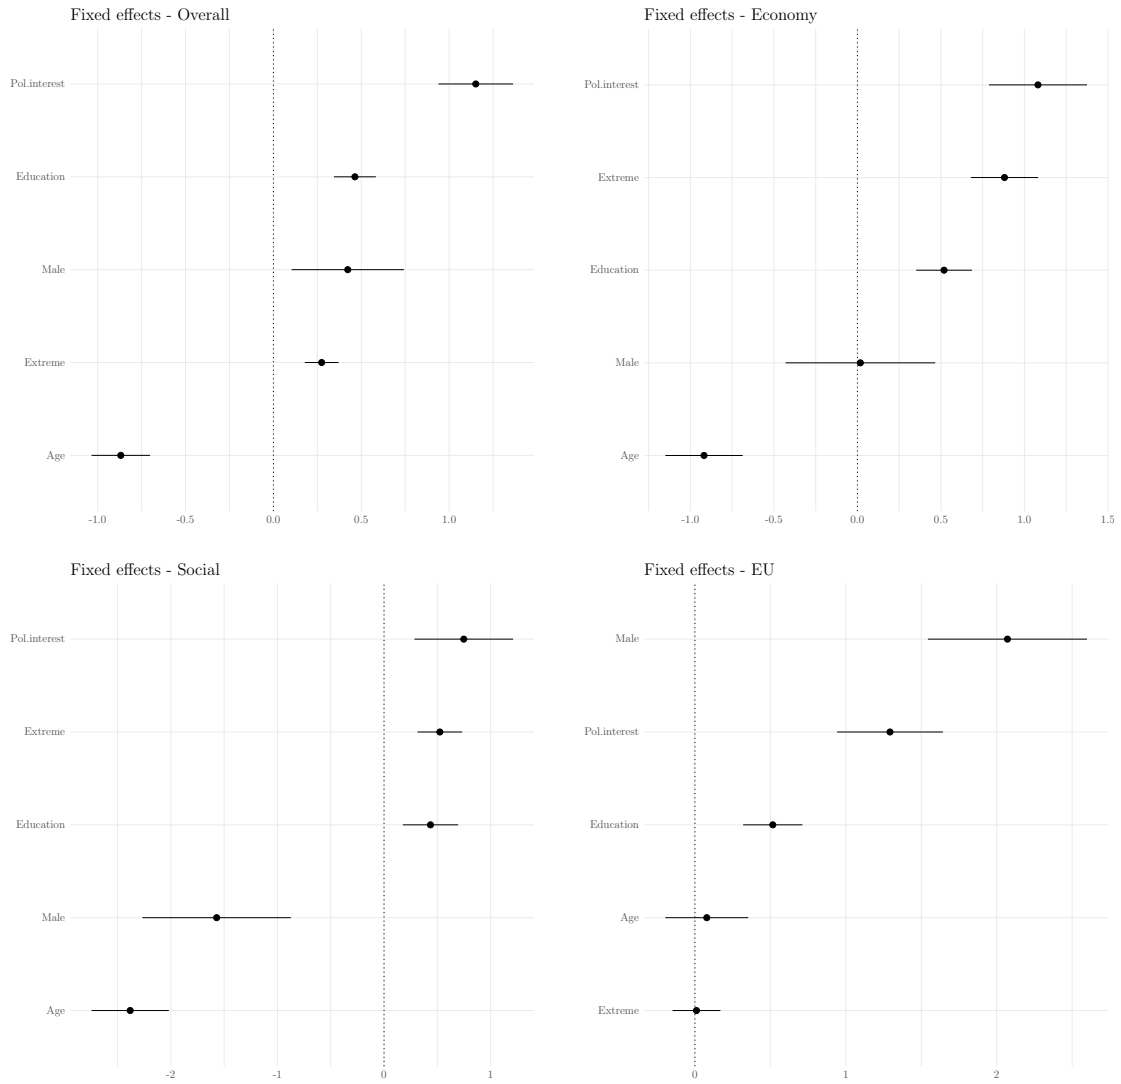 Fixed effects - Overall
Pol.interest
Education
Male
Extreme
Age
-1.0 -0.5 0.0 0.5 1.0
Fixed effects - Economy
Pol.interest
Extreme
Education
Male
Age
-1.0 -0.5 0.0 0.5 1.0 1.5
Fixed effects - Social
Pol.interest
Extreme
Education
Male
Age
-2 -1 0 1
Fixed effects - EU
Male
Pol.interest
Education
Age
Extreme
0 1 2